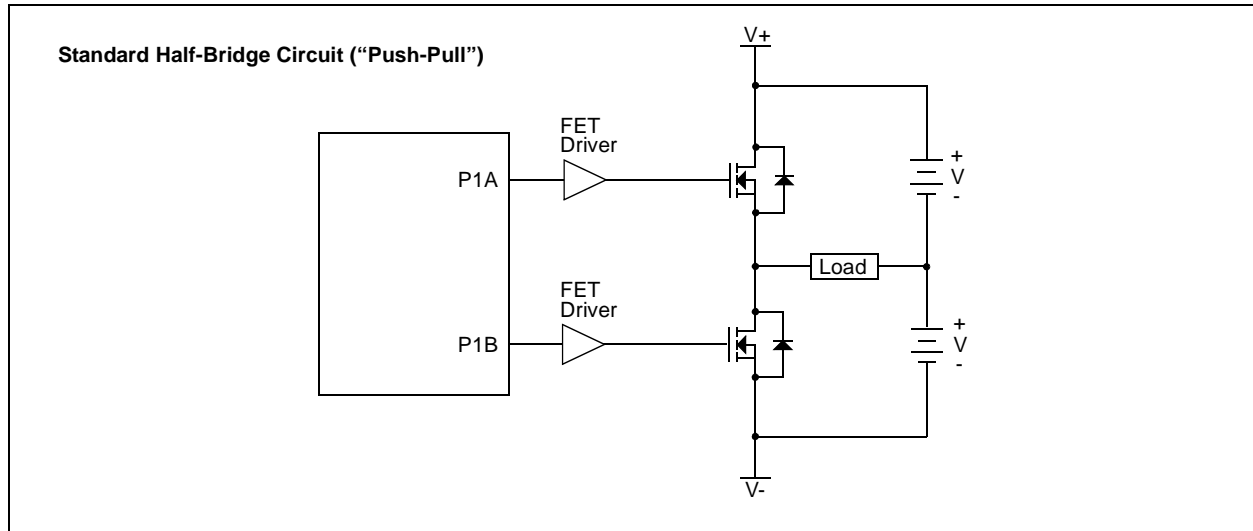 Standard Half-Bridge Circuit (“Push-Pull”)
V+
FET
Driver
P1A
+
V
-
Load
FET
Driver
P1B
+
V
-
V-